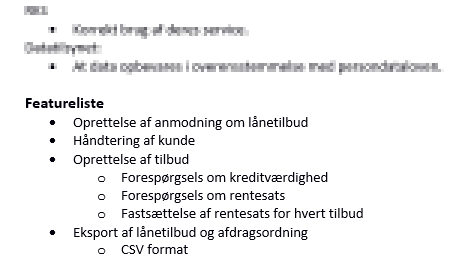 RKI
Korrekt brug af deres service.
Datatilsynet:
At data opbevares i overensstemmelse med persondataloven.
Featureliste
Oprettelse af anmodning om lånetilbud
Håndtering af kunde
Oprettelse af tilbud
Forespørgsels om kreditværdighed
Forespørgsels om rentesats
Fastsættelse af rentesats for hvert tilbud
Eksport af lånetilbud og afdragsordning
CSV format